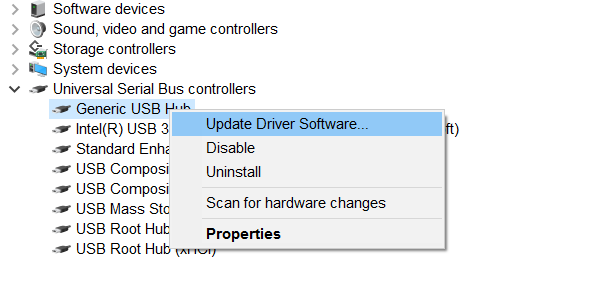 Software devices
Sound, video and game controllers
Storage controllers
System devices
Universal Serial Bus controllers
Generic USB Hub
Update Driver Software...
Intel(R) USB 3 ft)
Standard Enha
Disable
USB Composi
Uninstall
USB Composi
USB Mass Sto
Scan for hardware changes
USB Root Hub
Properties
USB Root Hub (xHCI)